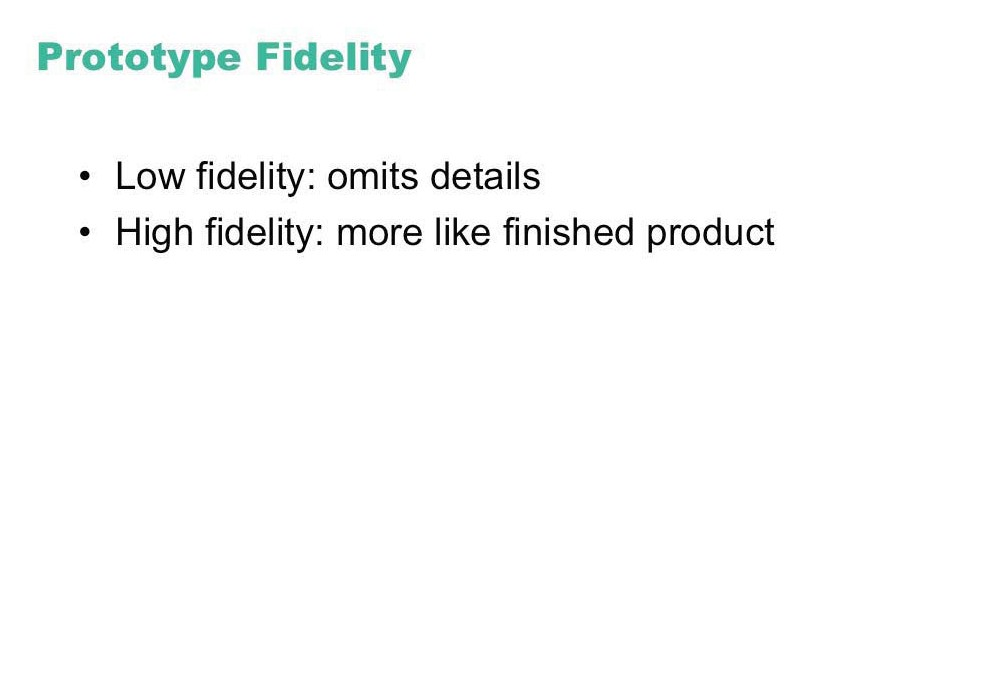 Prototype Fidelity
• Low fidelity: omits details
• High fidelity: more like finished product